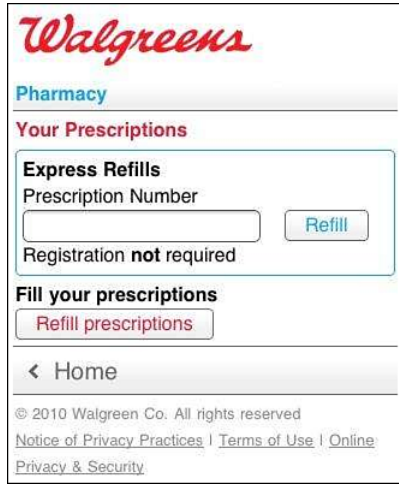 Walgreens
Pharmacy
Your Prescriptions
Express Refills
Prescription Number
Refill
Registration not required
Fill your prescriptions
Refill prescriptions
‹ Home
© 2010 Walgreen Co. All rights reserved
Notice of Privacy Practices | Terms of Use | Online
Privacy & Security